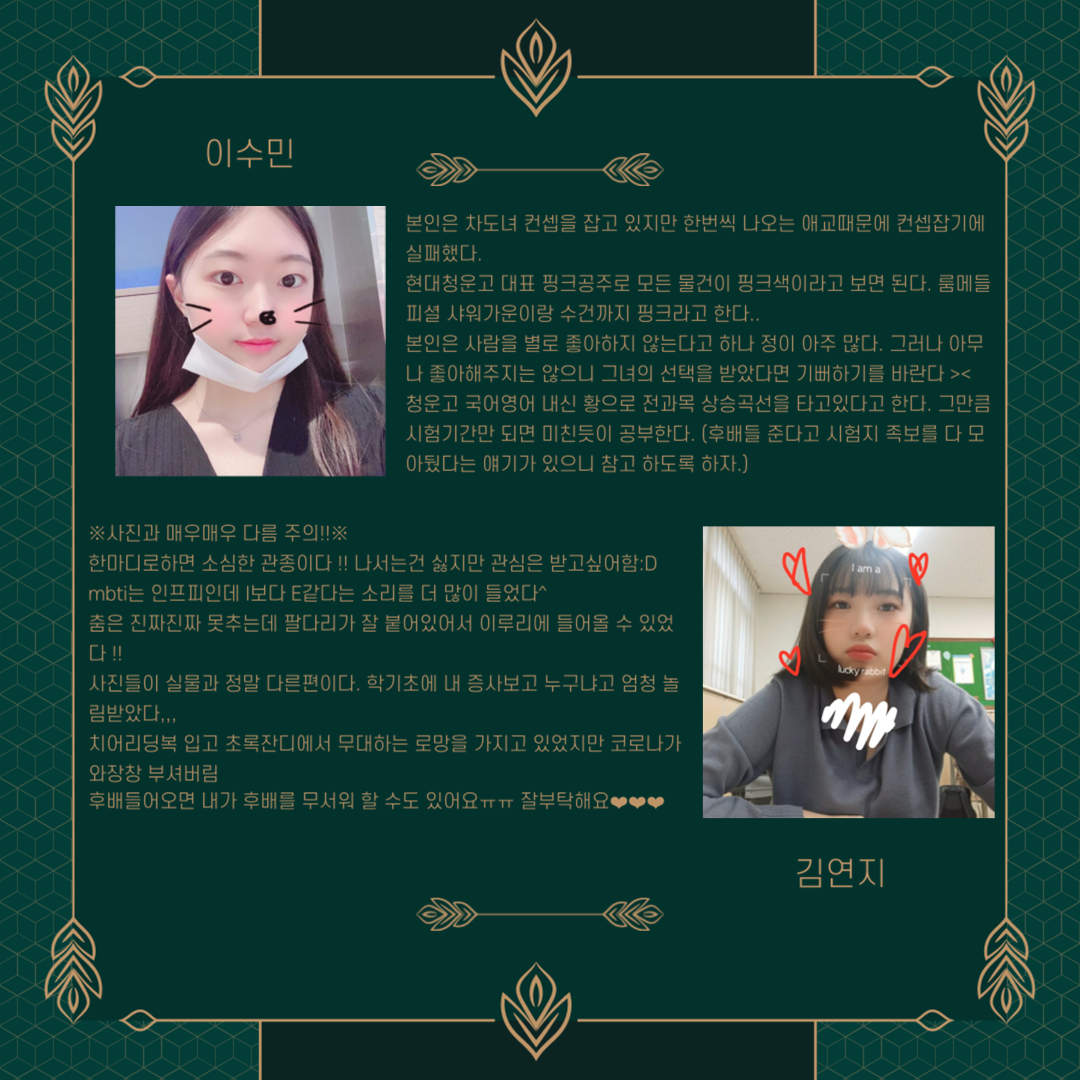 이수민
본인은 차도녀 컨셉을 잡고 있지만 한번씩 나오는 애교때문에 컨셉잡기에
실패했다.
현대청운고 대표 핑크공주로 모든 물건이 핑크색이라고 보면 된다. 룸메들
피셜 샤워가운이랑 수건까지 핑크라고 한다..
본인은 사람을 별로 좋아하지 않는다고 하나 정이 아주 많다. 그러나 아무
나 좋아해주지는 않으니 그녀의 선택을 받았다면 기뻐하기를 바란다 ><
청운고 국어영어 내신 황으로 전과목 상승곡선을 타고있다고 한다. 그만큼
시험기간만 되면 미친듯이 공부한다. (후배들 준다고 시험지 족보를 다 모
아뒀다는 얘기가 있으니 참고 하도록 하자.)
※사진과 매우매우 다름 주의!!※
한마디로하면 소심한 관종이다 !! 나서는건 싫지만 관심은 받고싶어함:D
mbti는 인프피인데 I보다 E같다는 소리를 더 많이 들었다^
춤은 진짜진짜 못추는데 팔다리가 잘 붙어있어서 이루리에 들어올 수 있었
다 !!
사진들이 실물과 정말 다른편이다. 학기초에 내 증사보고 누구냐고 엄청 놀
림받았다,,,
치어리딩복 입고 초록잔디에서 무대하는 로망을 가지고 있었지만 코로나가
와장창 부셔버림
후배들어오면 내가 후배를 무서워 할 수도 있어요ㅠㅠ 잘부탁해요❤❤❤
I am a
lucky rabbit
김연지